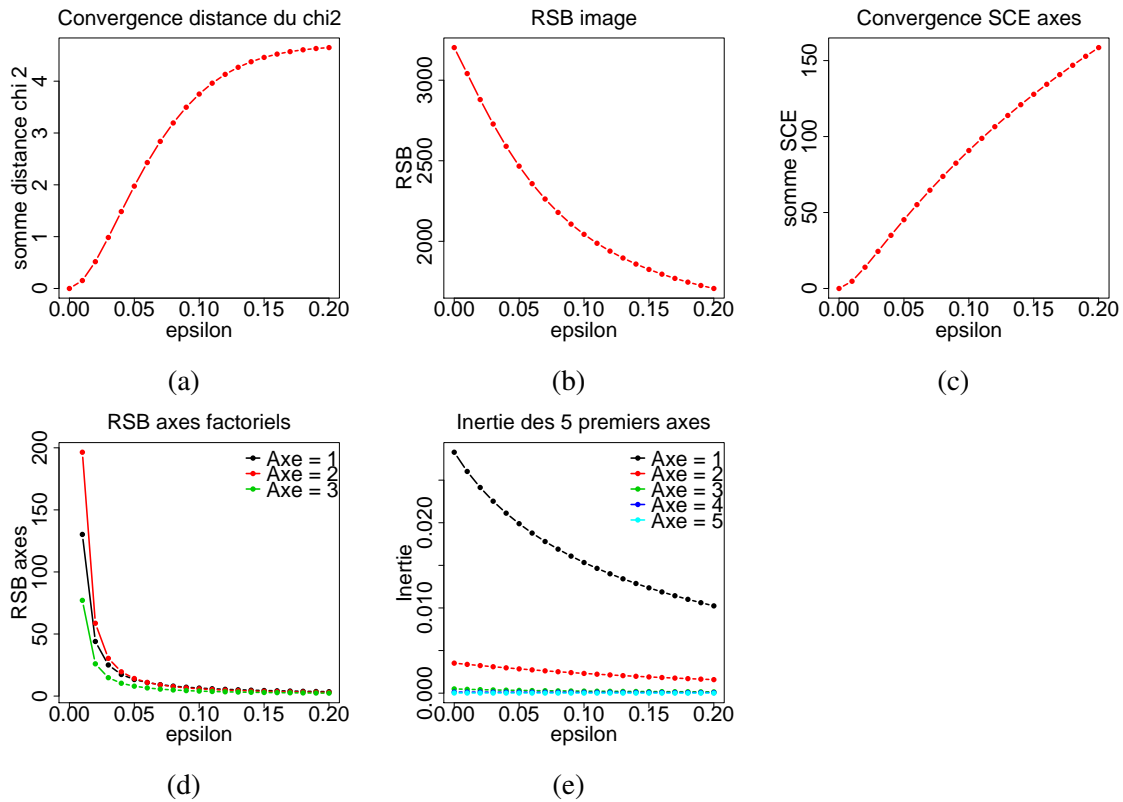 Convergence distance du chi2
somme distance chi 2
0 1 2 3 4
0.00 0.05 0.10 0.15 0.20
epsilon
(a)
RSB image
RSB
2000 2500 3000
0.00 0.05 0.10 0.15 0.20
epsilon
(b)
Convergence SCE axes
somme SCE
0 50 100 150
0.00 0.05 0.10 0.15 0.20
epsilon
(c)
RSB axes factoriels
RSB axes
0 50 100 150 200
Axe = 1
Axe = 2
Axe = 3
0.00 0.05 0.10 0.15 0.20
epsilon
(d)
Inertie des 5 premiers axes
Inertie
0.000 0.010 0.020
Axe = 1
Axe = 2
Axe = 3
Axe = 4
Axe = 5
0.00 0.05 0.10 0.15 0.20
epsilon
(e)